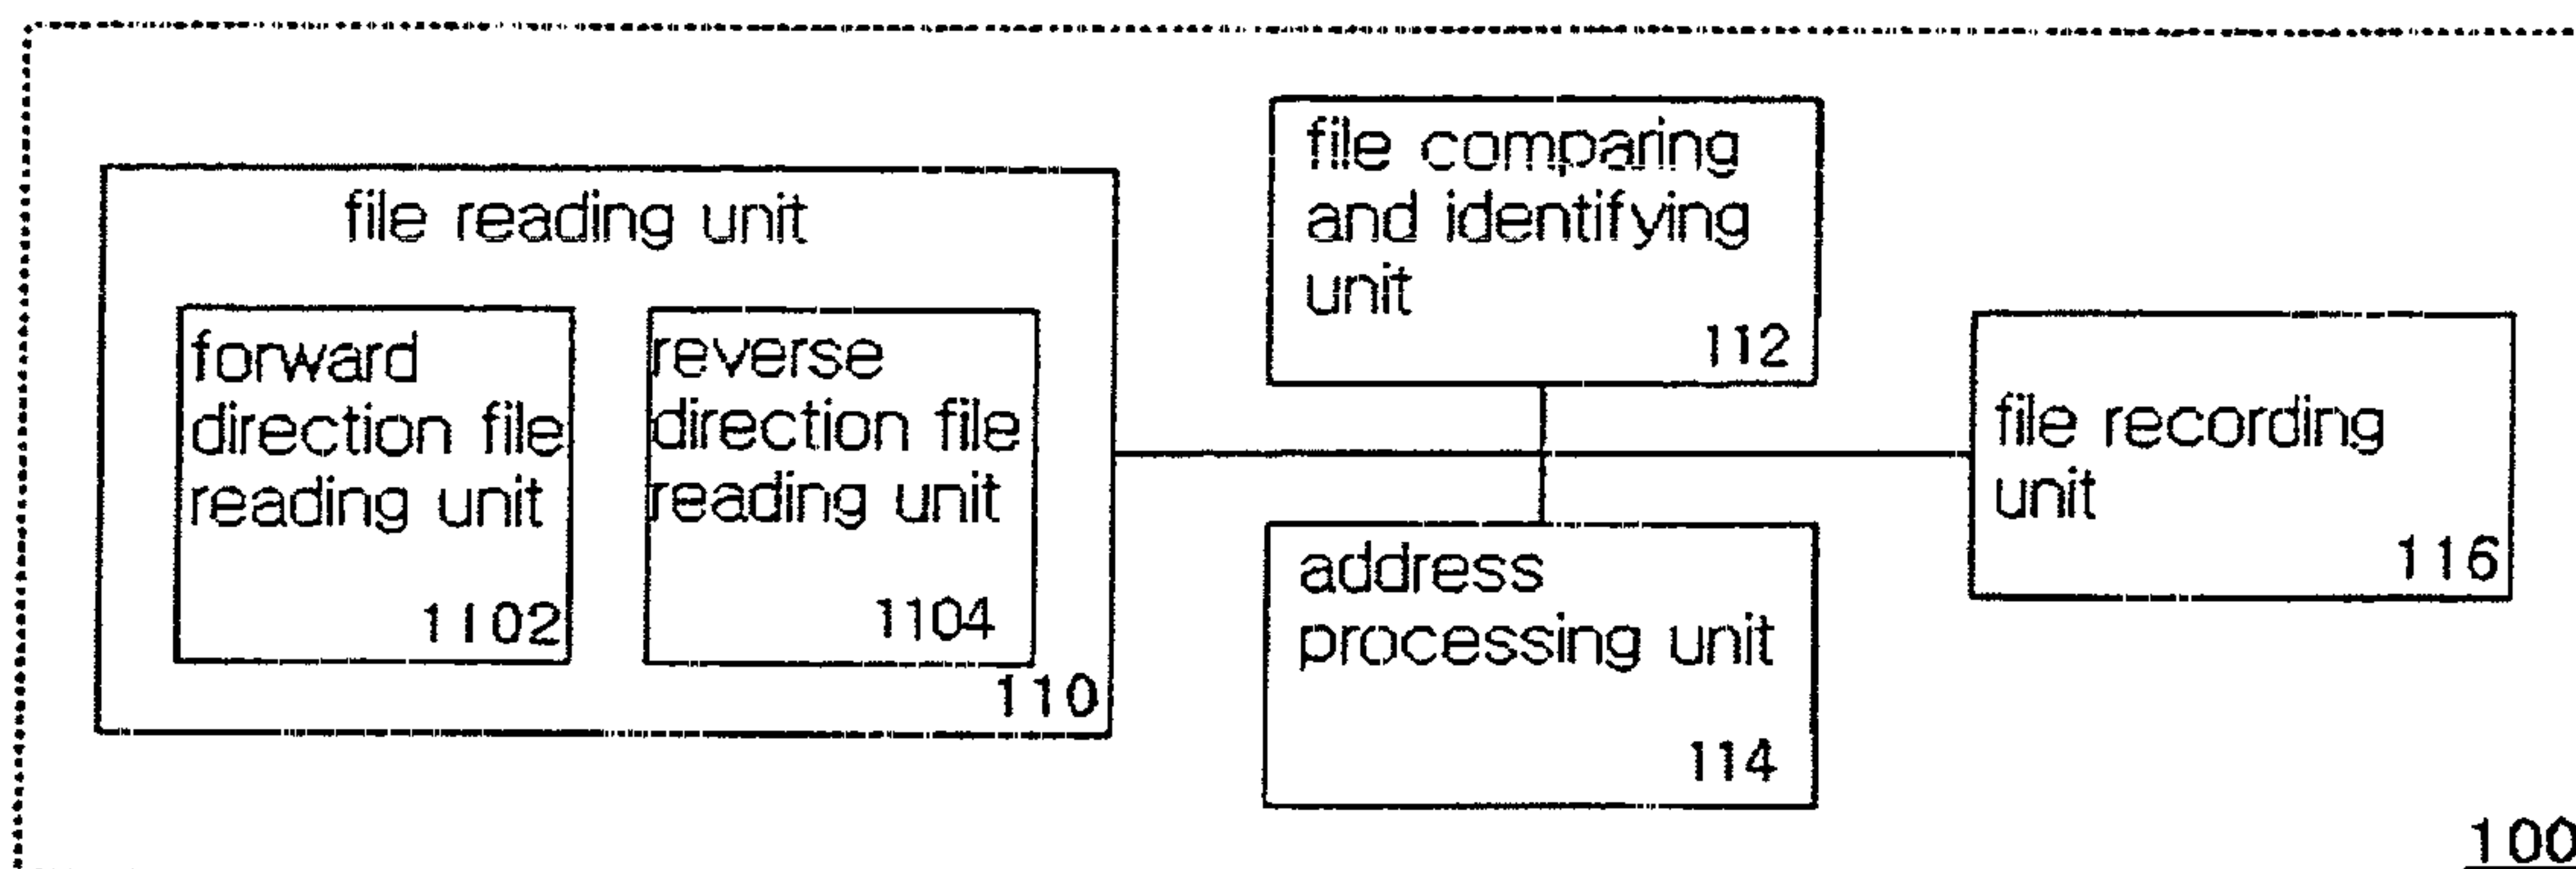 file reading unit
forward
direction file
reading unit
1102
reverse
direction file
reading unit
1104
110
file comparing
and identifying
unit
112
address
processing unit
114
file recording
unit
116
100